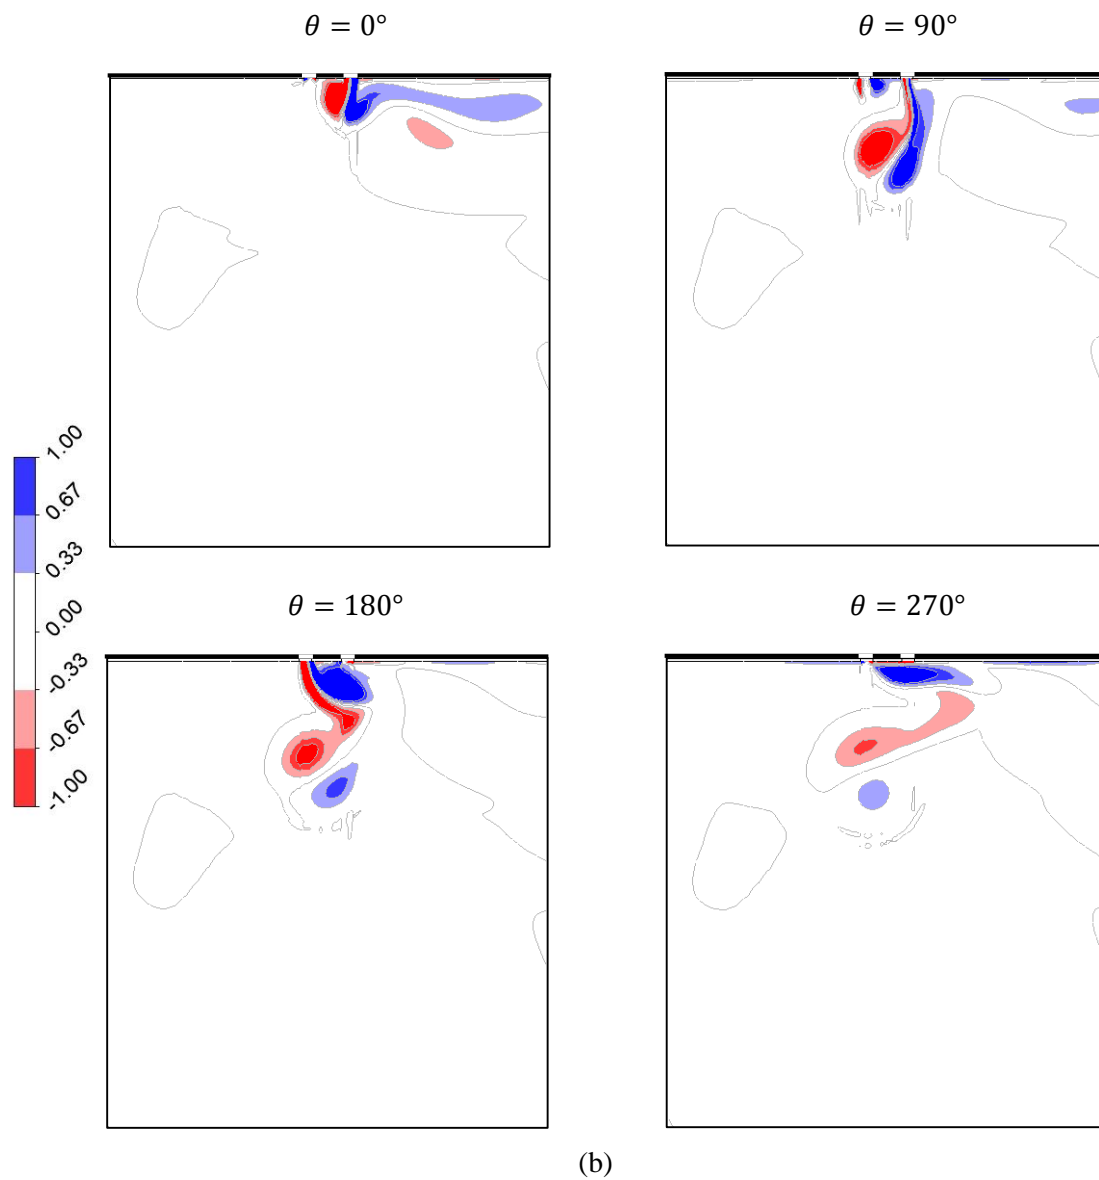 θ = 0°
θ = 90°
1.00
0.67
0.33
0.00
-0.33
-0.67
-1.00
θ = 180°
θ = 270°
(b)